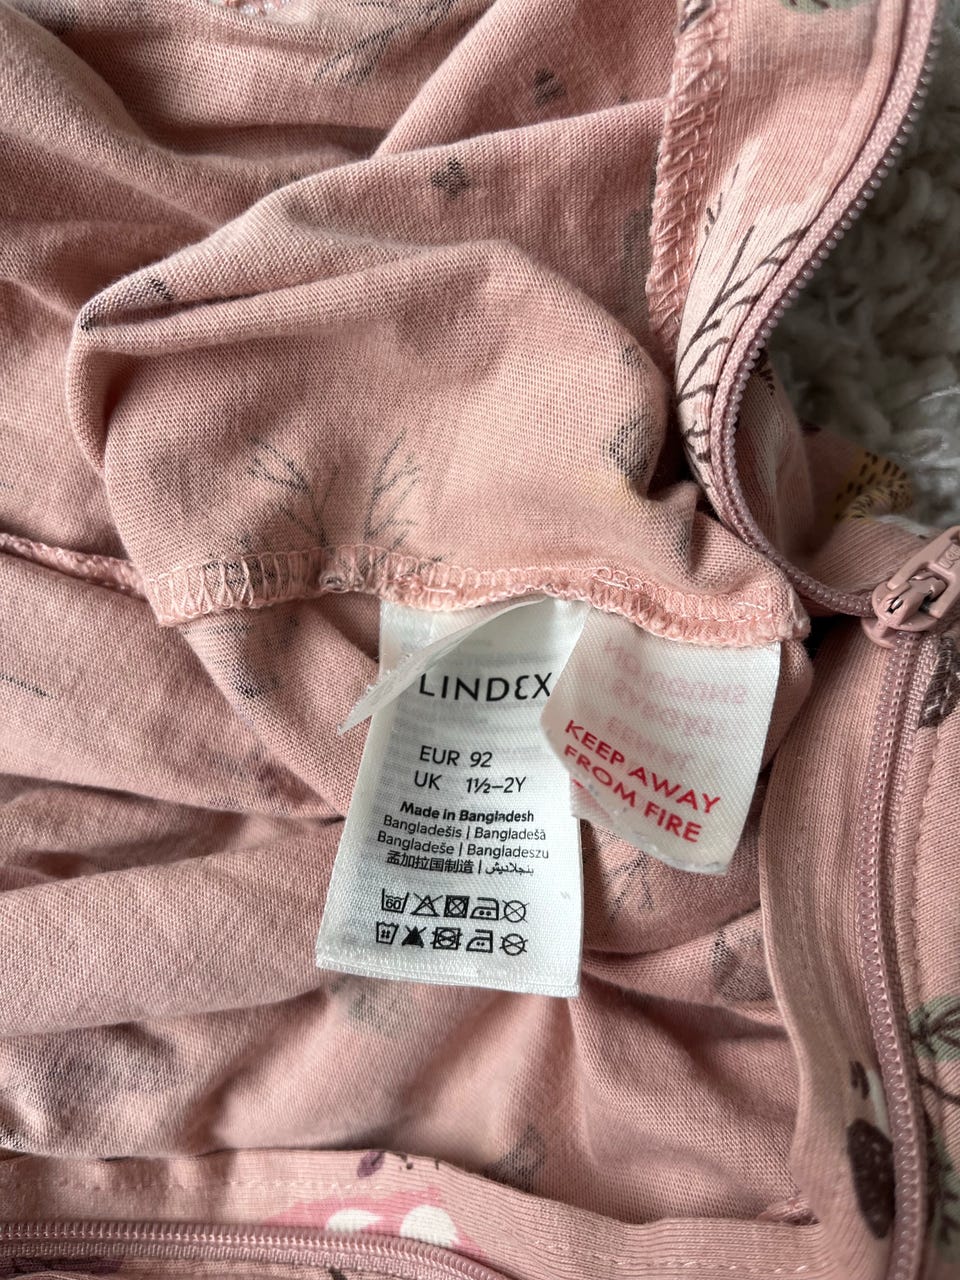 LINDEX
EUR 92
UK 1½–2Y
Made in Bangladesh
Bangladešis | Bangladešā
Bangladeše | Bangladeszu
孟加拉国制造 | بنجلاديش
60
KEEP AWAY
FROM FIRE